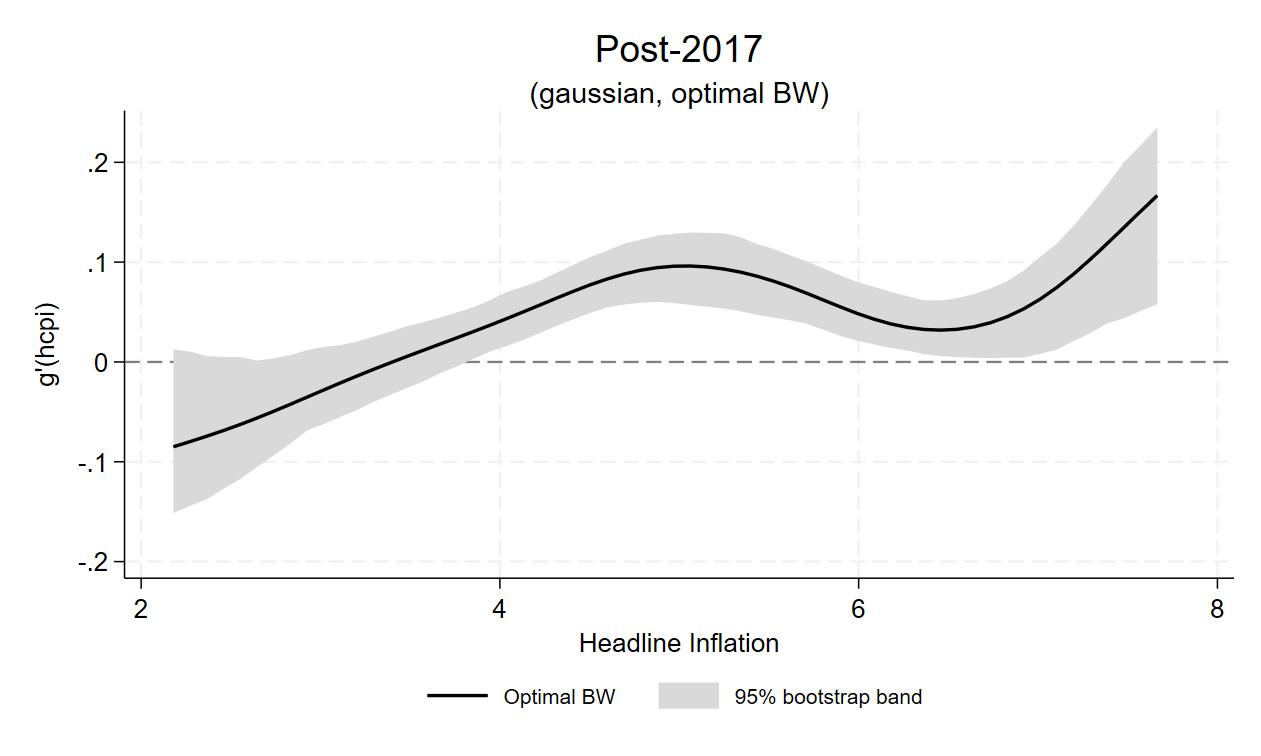 Post-2017
(gaussian, optimal BW)
g'(hcpi)
.2
.1
0
-.1
-.2
2 4 6 8
Headline Inflation
Optimal BW 95% bootstrap band